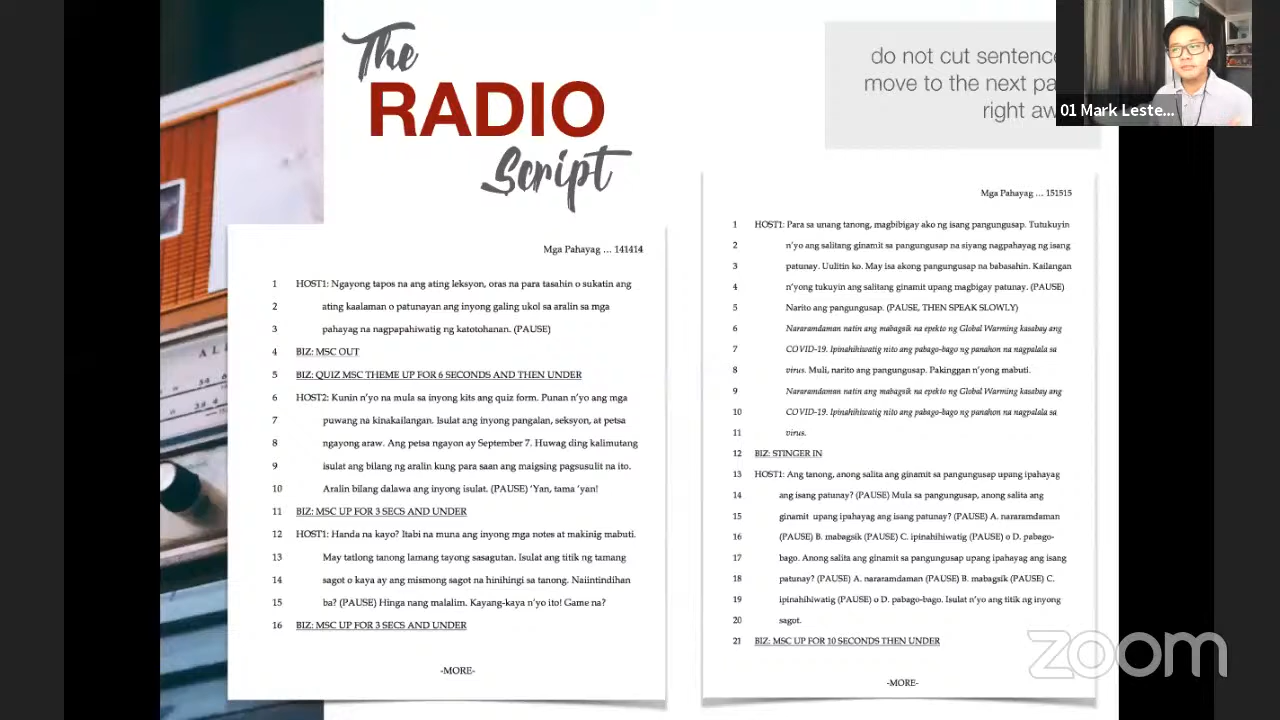 The
RADIO
Script
do not cut sentence
move to the next pa
right aw
01 Mark Leste...
Mga Pahayag ... 141414
1 HOST1: Ngayong tapos na ang ating leksyon, oras na para tasahin o sukatin ang
2 ating kaalaman o patunayan ang inyong galing ukol sa aralin sa mga
3 pahayag na nagpapahiwatig ng katotohanan. (PAUSE)
4 BIZ: MSC OUT
5 BIZ: QUIZ MSC THEME UP FOR 6 SECONDS AND THEN UNDER
6 HOST2: Kunin n'yo na mula sa inyong kits ang quiz form. Punan n'yo ang mga
7 puwang na kinakailangan. Isulat ang inyong pangalan, seksyon, at petsa
8 ngayong araw. Ang petsa ngayon ay September 7. Huwag ding kalimutang
9 isulat ang bilang ng aralin kung para saan ang maigsing pagsusulit na ito.
10 Aralin bilang dalawa ang inyong isulat. (PAUSE) 'Yan, tama 'yan!
11 BIZ: MSC UP FOR 3 SECS AND UNDER
12 HOST1: Handa na kayo? Itabi na muna ang inyong mga notes at makinig mabuti.
13 May tatlong tanong lamang tayong sasagutan. Isulat ang titik ng tamang
14 sagot o kaya ay ang mismong sagot na hinihingi sa tanong. Naiintindihan
15 ba? (PAUSE) Hinga nang malalim. Kayang-kaya n'yo ito! Game na?
16 BIZ: MSC UP FOR 3 SECS AND UNDER
-MORE-
Mga Pahayag ... 151515
1 HOST1: Para sa unang tanong, magbibigay ako ng isang pangungusap. Tutukuyin
2 n'yo ang salitang ginamit sa pangungusap na siyang nagpahayag ng isang
3 patunay. Uulitin ko. May isa akong pangungusap na babasahin. Kailangan
4 n'yong tukuyin ang salitang ginamit upang magbigay patunay. (PAUSE)
5 Narito ang pangungusap. (PAUSE, THEN SPEAK SLOWLY)
6 Nararamdaman natin ang mabagsik na epekto ng Global Warming kasabay ang
7 COVID-19. Ipinahihiwatig nito ang pabago-bago ng panahon na nagpalala sa
8 virus. Muli, narito ang pangungusap. Pakinggan n'yong mabuti.
9 Nararamdaman natin ang mabagsik na epekto ng Global Warming kasabay ang
10 COVID-19. Ipinahihiwatig nito ang pabago-bago ng panahon na nagpalala sa
11 virus.
12 BIZ: STINGER IN
13 HOST1: Ang tanong, anong salita ang ginamit sa pangungusap upang ipahayag
14 ang isang patunay? (PAUSE) Mula sa pangungusap, anong salita ang
15 ginamit upang ipahayag ang isang patunay? (PAUSE) A. nararamdaman
16 (PAUSE) B. mabagsik (PAUSE) C. ipinahihiwatig (PAUSE) o D. pabago-
17 bago. Anong salita ang ginamit sa pangungusap upang ipahayag ang isang
18 patunay? (PAUSE) A. nararamdaman (PAUSE) B. mabagsik (PAUSE) C.
19 ipinahihiwatig (PAUSE) o D. pabago-bago. Isulat n'yo ang titik ng inyong
20 sagot.
21 BIZ: MSC UP FOR 10 SECONDS THEN UNDER
-MORE-
zoom